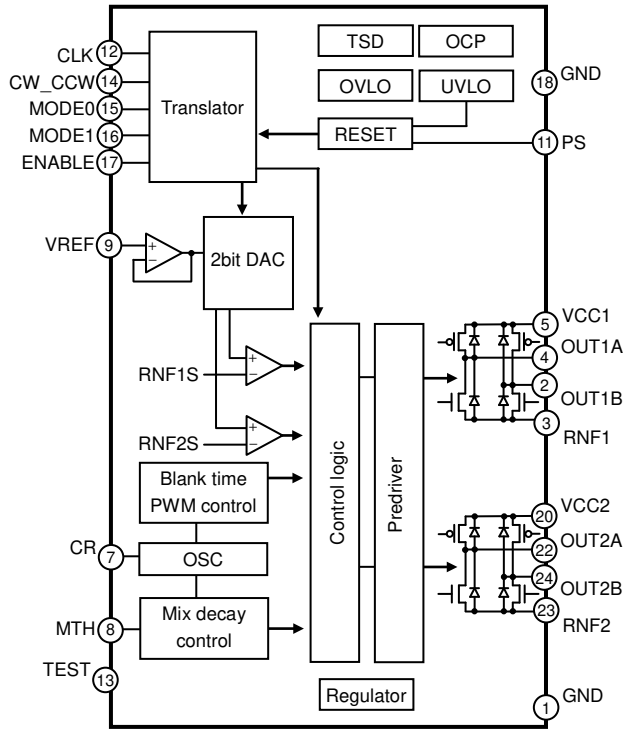 TSD
OCP
12
CLK
14
CW_CCW
15
MODE0
16
MODE1
17
ENABLE
Translator
OVLO
UVLO
18
GND
RESET
11
PS
VREF
9
+
−
2bit DAC
RNF1S
+
−
RNF2S
+
−
Blank time
PWM control
CR
7
OSC
MTH
8
Mix decay
control
TEST
13
Control logic
Predriver
5
VCC1
4
OUT1A
2
OUT1B
3
RNF1
20
VCC2
22
OUT2A
24
OUT2B
23
RNF2
Regulator
1
GND